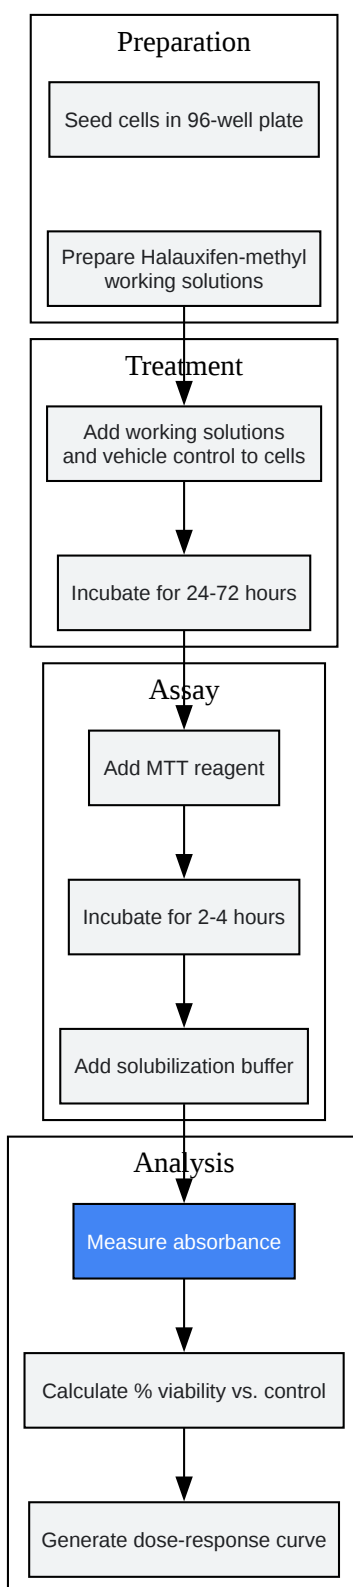 Preparation
Seed cells in 96-well plate
Prepare Halauxifen-methyl
working solutions
Treatment
Add working solutions
and vehicle control to cells
Incubate for 24-72 hours
Assay
Add MTT reagent
Incubate for 2-4 hours
Add solubilization buffer
Analysis
Measure absorbance
Calculate % viability vs. control
Generate dose-response curve